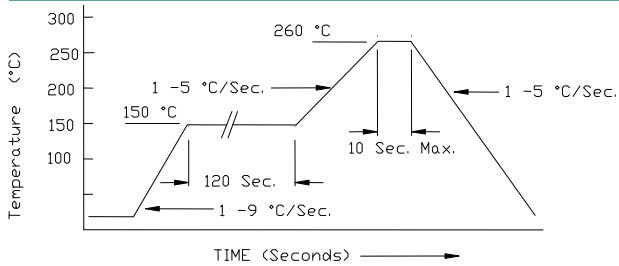 300
260 °C
250
1 -5 °C/Sec.
1 -5 °C/Sec.
200
150 °C
150
10 Sec. Max.
100
120 Sec.
1 -9 °C/Sec.
Temperature (°C)
TIME (Seconds)